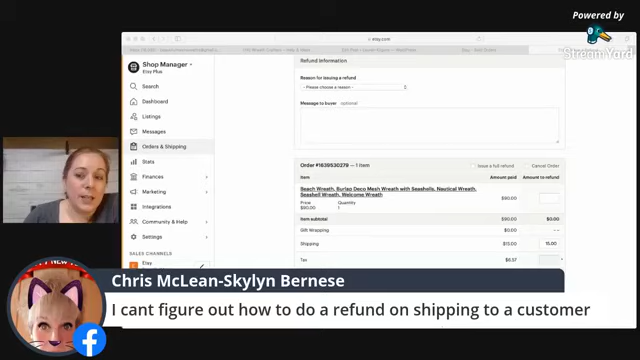 Powered by
StreamYard
etsy.com
Shop Manager
Etsy Plus
Search
Dashboard
Listings
Messages
Orders & Shipping
Stats
Finances
Marketing
Integrations
Community & Help
Settings
SALES CHANNELS
Etsy
Refund Information
Reason for issuing a refund
- Please choose a reason -
Message to buyer optional
Order #1639530279 – 1 item
Issue a full refund
Cancel Order
Item
Amount paid
Amount to refund
Beach Wreath, Burlap Deco Mesh Wreath with Seashells, Nautical Wreath,
Seashell Wreath, Welcome Wreath
$90.00
Price
Quantity
$90.00
1
Item subtotal
$90.00
$0.00
Gift Wrapping
$0.00
--
Shipping
$15.00
15.00
Tax
$6.57
Chris McLean-Skylyn Bernese
I cant figure out how to do a refund on shipping to a customer